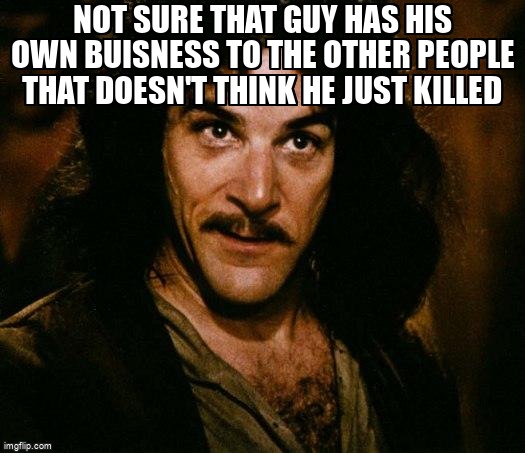 NOT SURE THAT GUY HAS HIS
OWN BUISNESS TO THE OTHER PEOPLE
THAT DOESN'T THINK HE JUST KILLED
imgflip.com